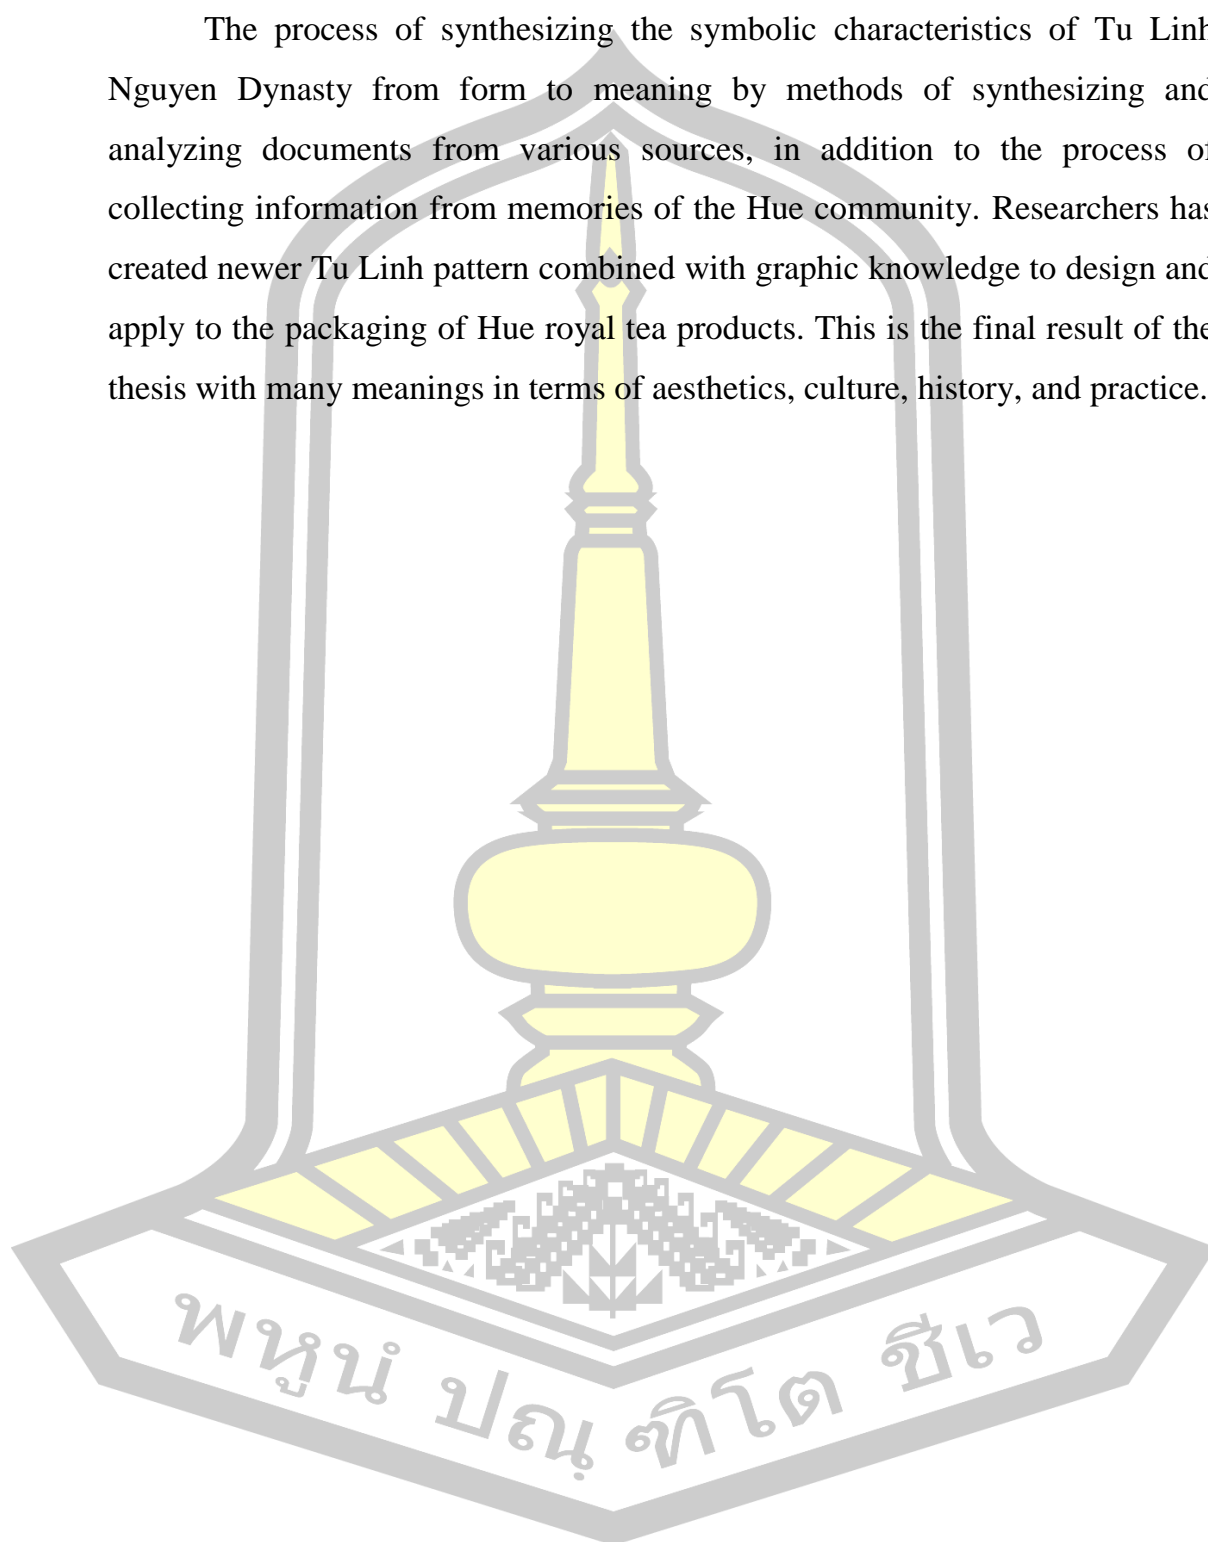 The process of synthesizing the symbolic characteristics of Tu Linh
Nguyen Dynasty from form to meaning by methods of synthesizing and
analyzing documents from various sources, in addition to the process of
collecting information from memories of the Hue community. Researchers has
created newer Tu Linh pattern combined with graphic knowledge to design and
apply to the packaging of Hue royal tea products. This is the final result of the
thesis with many meanings in terms of aesthetics, culture, history, and practice.
พหูนํ ปณฺฑิโต ชีเว